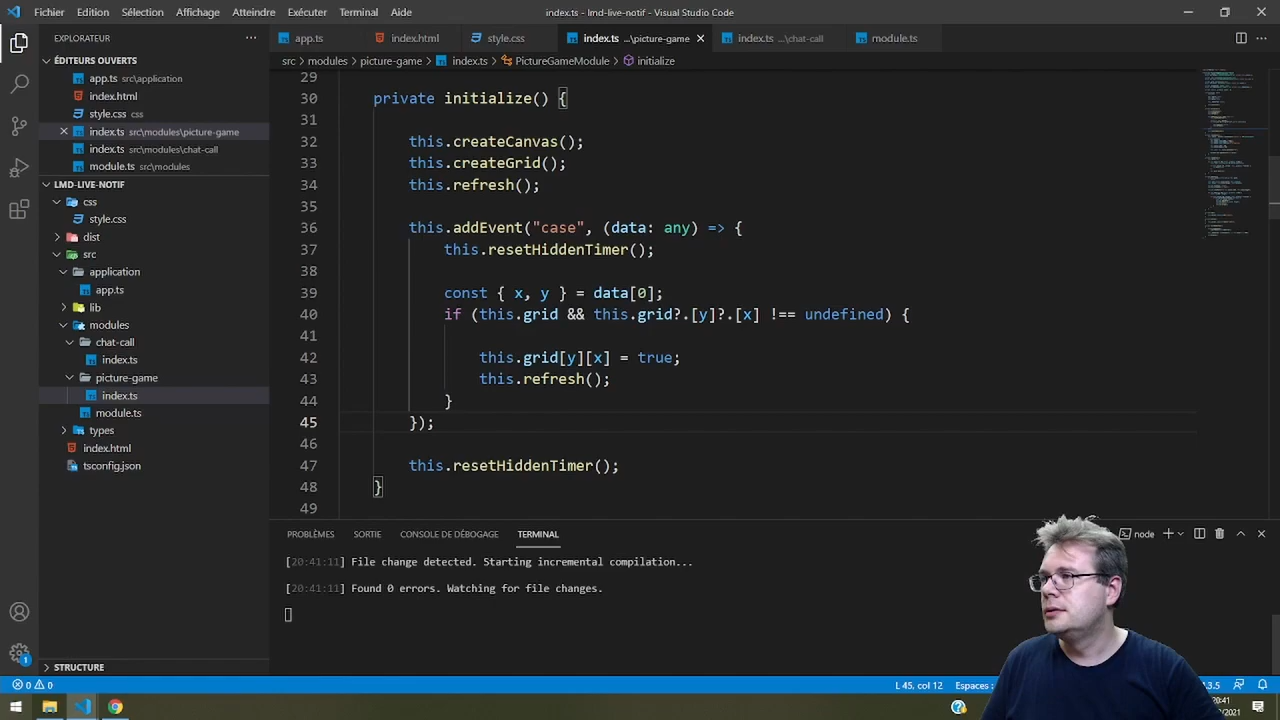 Fichier Edition Sélection Affichage Atteindre Exécuter Terminal Aide index.ts - lmd-live-notif - Visual Studio Code
EXPLORATEUR
app.ts index.html style.css index.ts ...\picture-game index.ts ...\chat-call module.ts
ÉDITEURS OUVERTS
src > modules > picture-game > index.ts > PictureGameModule > initialize
app.ts src\application
index.html
style.css css
index.ts src\modules\picture-game
index.ts src\modules\chat-call
module.ts src\modules
LMD-LIVE-NOTIF
css
style.css
dist
src
application
app.ts
lib
modules
chat-call
index.ts
picture-game
index.ts
module.ts
types
index.html
tsconfig.json
STRUCTURE
29
30 private initialize() {
31
32 this.createCanvas();
33 this.createGrid();
34 this.refresh();
35
36 this.addEvent("case", (data: any) => {
37 this.resetHiddenTimer();
38
39 const { x, y } = data[0];
40 if (this.grid && this.grid?.[y]?.[x] !== undefined) {
41
42 this.grid[y][x] = true;
43 this.refresh();
44 }
45 });
46
47 this.resetHiddenTimer();
48 }
49
PROBLÈMES SORTIE CONSOLE DE DÉBOGAGE TERMINAL node
[20:41:11] File change detected. Starting incremental compilation...
[20:41:11] Found 0 errors. Watching for file changes.
1
0 0 L 45, col 12 Espaces : 3.5
20:41
/2021